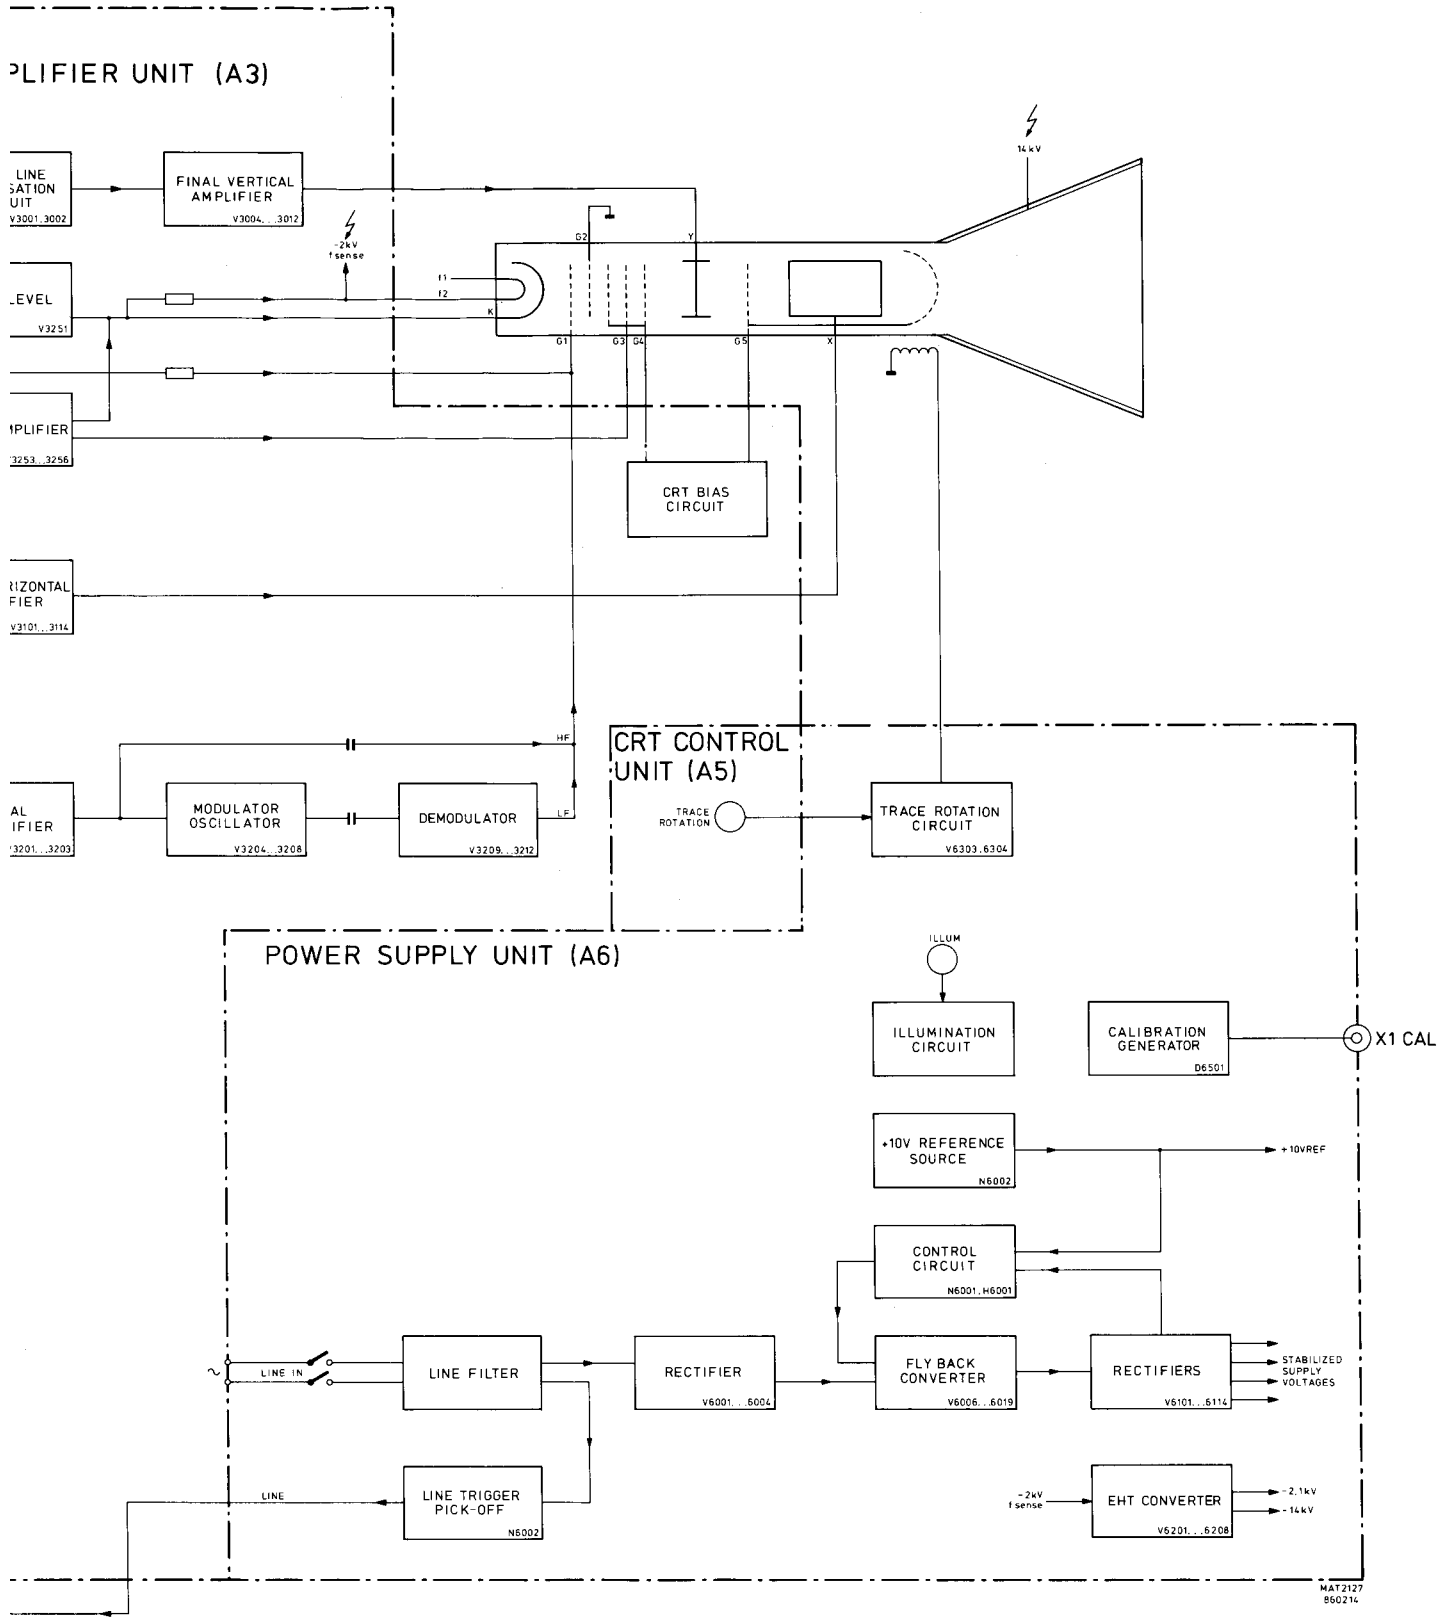 PLIFIER UNIT (A3)
14kV
LINE
SATION
UIT
V3001,3002
FINAL VERTICAL
AMPLIFIER
V3004...3012
-2kV
f sense
G2
Y
f1
f2
K
LEVEL
V3251
G1
G3
G4
G5
X
MPLIFIER
V3253...3256
CRT BIAS
CIRCUIT
RIZONTAL
FIER
V3101...3114
HF
CRT CONTROL
UNIT (A5)
AL
IFIER
V3201...3203
MODULATOR
OSCILLATOR
V3204...3208
DEMODULATOR
V3209...3212
LF
TRACE
ROTATION
TRACE ROTATION
CIRCUIT
V6303,6304
POWER SUPPLY UNIT (A6)
ILLUM
ILLUMINATION
CIRCUIT
CALIBRATION
GENERATOR
D6501
X1 CAL
+10V REFERENCE
SOURCE
N6002
+10VREF
CONTROL
CIRCUIT
N6001,H6001
~
LINE IN
LINE FILTER
RECTIFIER
V6001...6004
FLY BACK
CONVERTER
V6006...6019
RECTIFIERS
V6101...6114
STABILIZED
SUPPLY
VOLTAGES
LINE
LINE TRIGGER
PICK-OFF
N6002
-2kV
f sense
EHT CONVERTER
V6201...6208
-2,1kV
-14kV
MAT2127
860214